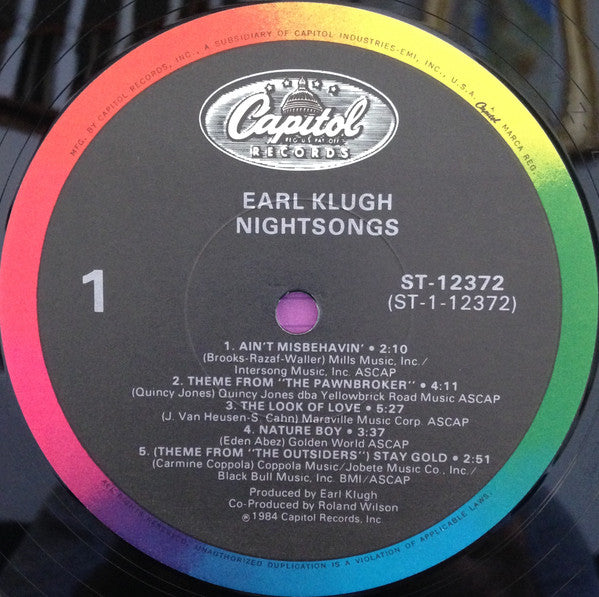 MFG. BY CAPITOL RECORDS, INC., A SUBSIDIARY OF CAPITOL INDUSTRIES-EMI, INC., U.S.A. Capitol MARCA REG.
Capitol
REG. U.S. PAT. OFF.
RECORDS
EARL KLUGH
NIGHTSONGS
1
ST-12372
(ST-1-12372)
1. AIN'T MISBEHAVIN' • 2:10
(Brooks-Razaf-Waller) Mills Music, Inc./
Intersong Music, Inc. ASCAP
2. THEME FROM "THE PAWNBROKER" • 4:11
(Quincy Jones) Quincy Jones dba Yellowbrick Road Music ASCAP
3. THE LOOK OF LOVE • 5:27
(J. Van Heusen-S. Cahn) Maraville Music Corp. ASCAP
4. NATURE BOY • 3:37
(Eden Abez) Golden World ASCAP
5. (THEME FROM "THE OUTSIDERS") STAY GOLD • 2:51
(Carmine Coppola) Coppola Music/Jobete Music Co., Inc./
Black Bull Music, Inc. BMI/ASCAP
Produced by Earl Klugh
Co-Produced by Roland Wilson
℗1984 Capitol Records, Inc
ALL RIGHTS RESERVED. UNAUTHORIZED DUPLICATION IS A VIOLATION OF APPLICABLE LAWS.